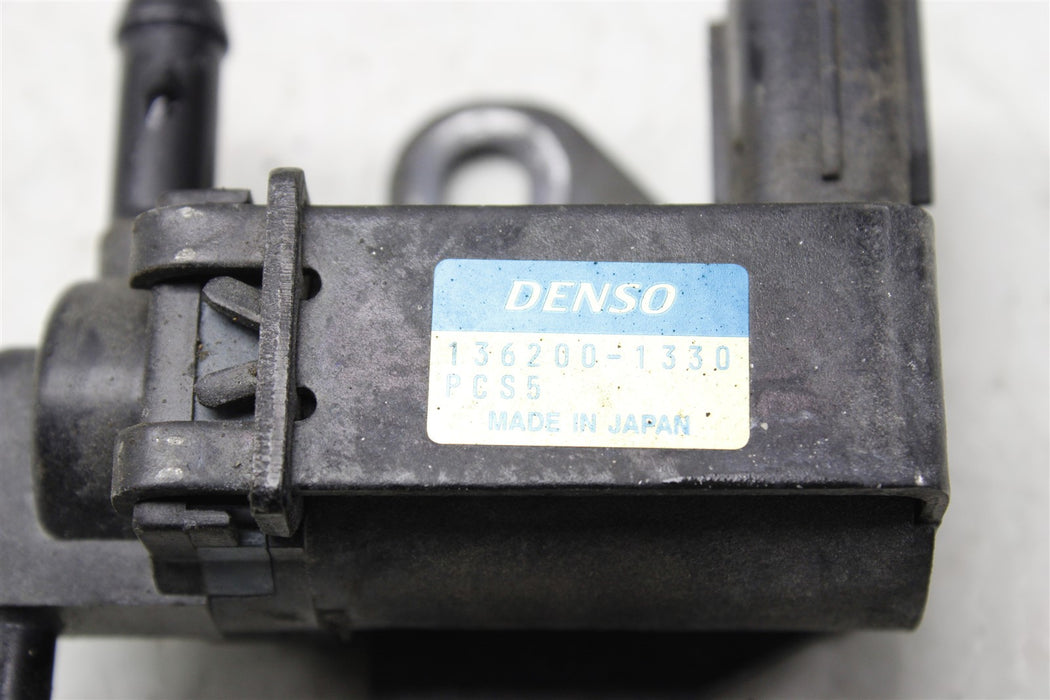 DENSO
136200-1330
PCS5
MADE IN JAPAN